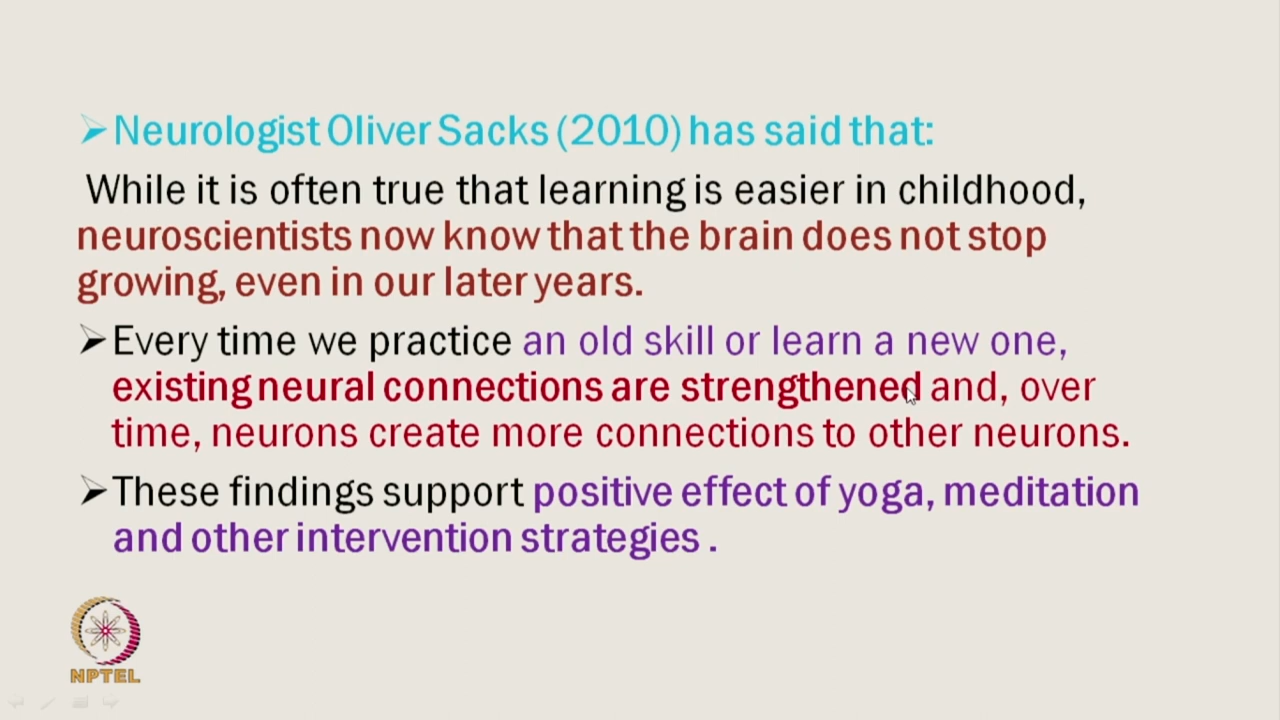 ➢Neurologist Oliver Sacks (2010) has said that:
While it is often true that learning is easier in childhood,
neuroscientists now know that the brain does not stop
growing, even in our later years.
➢Every time we practice an old skill or learn a new one,
existing neural connections are strengthened and, over
time, neurons create more connections to other neurons.
➢These findings support positive effect of yoga, meditation
and other intervention strategies .
NPTEL